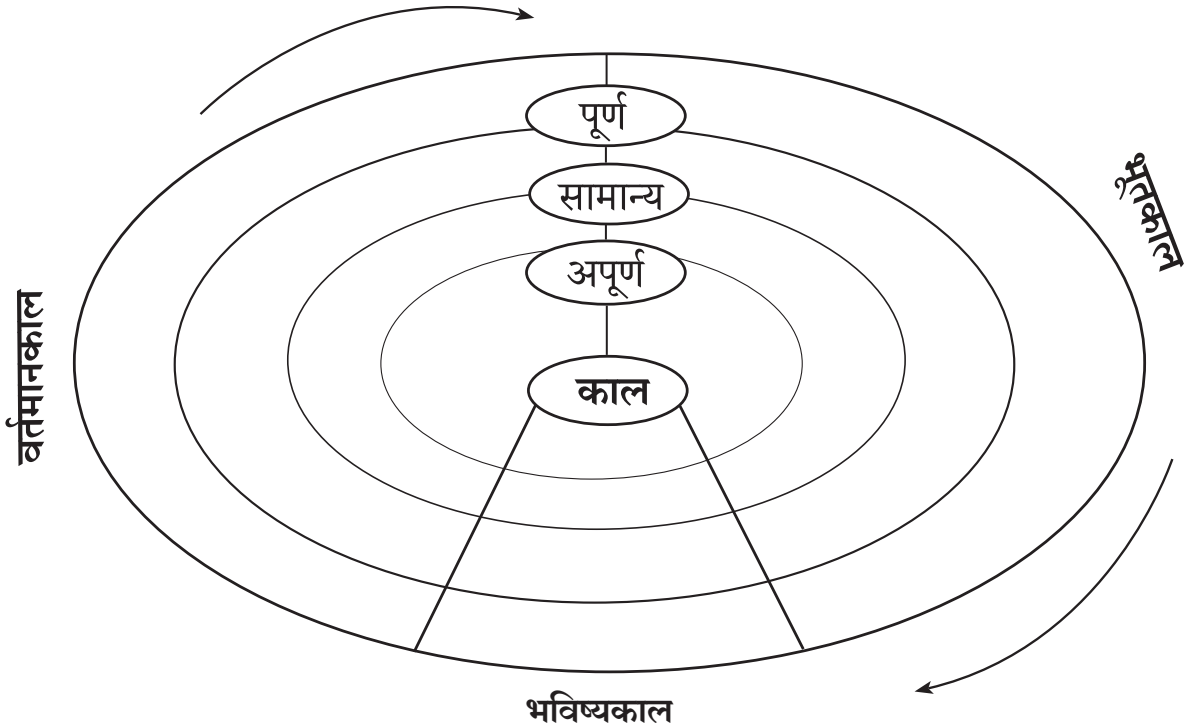 पूर्ण
सामान्य
अपूर्ण
काल
वर्तमानकाल
भूतकाल
भविष्यकाल